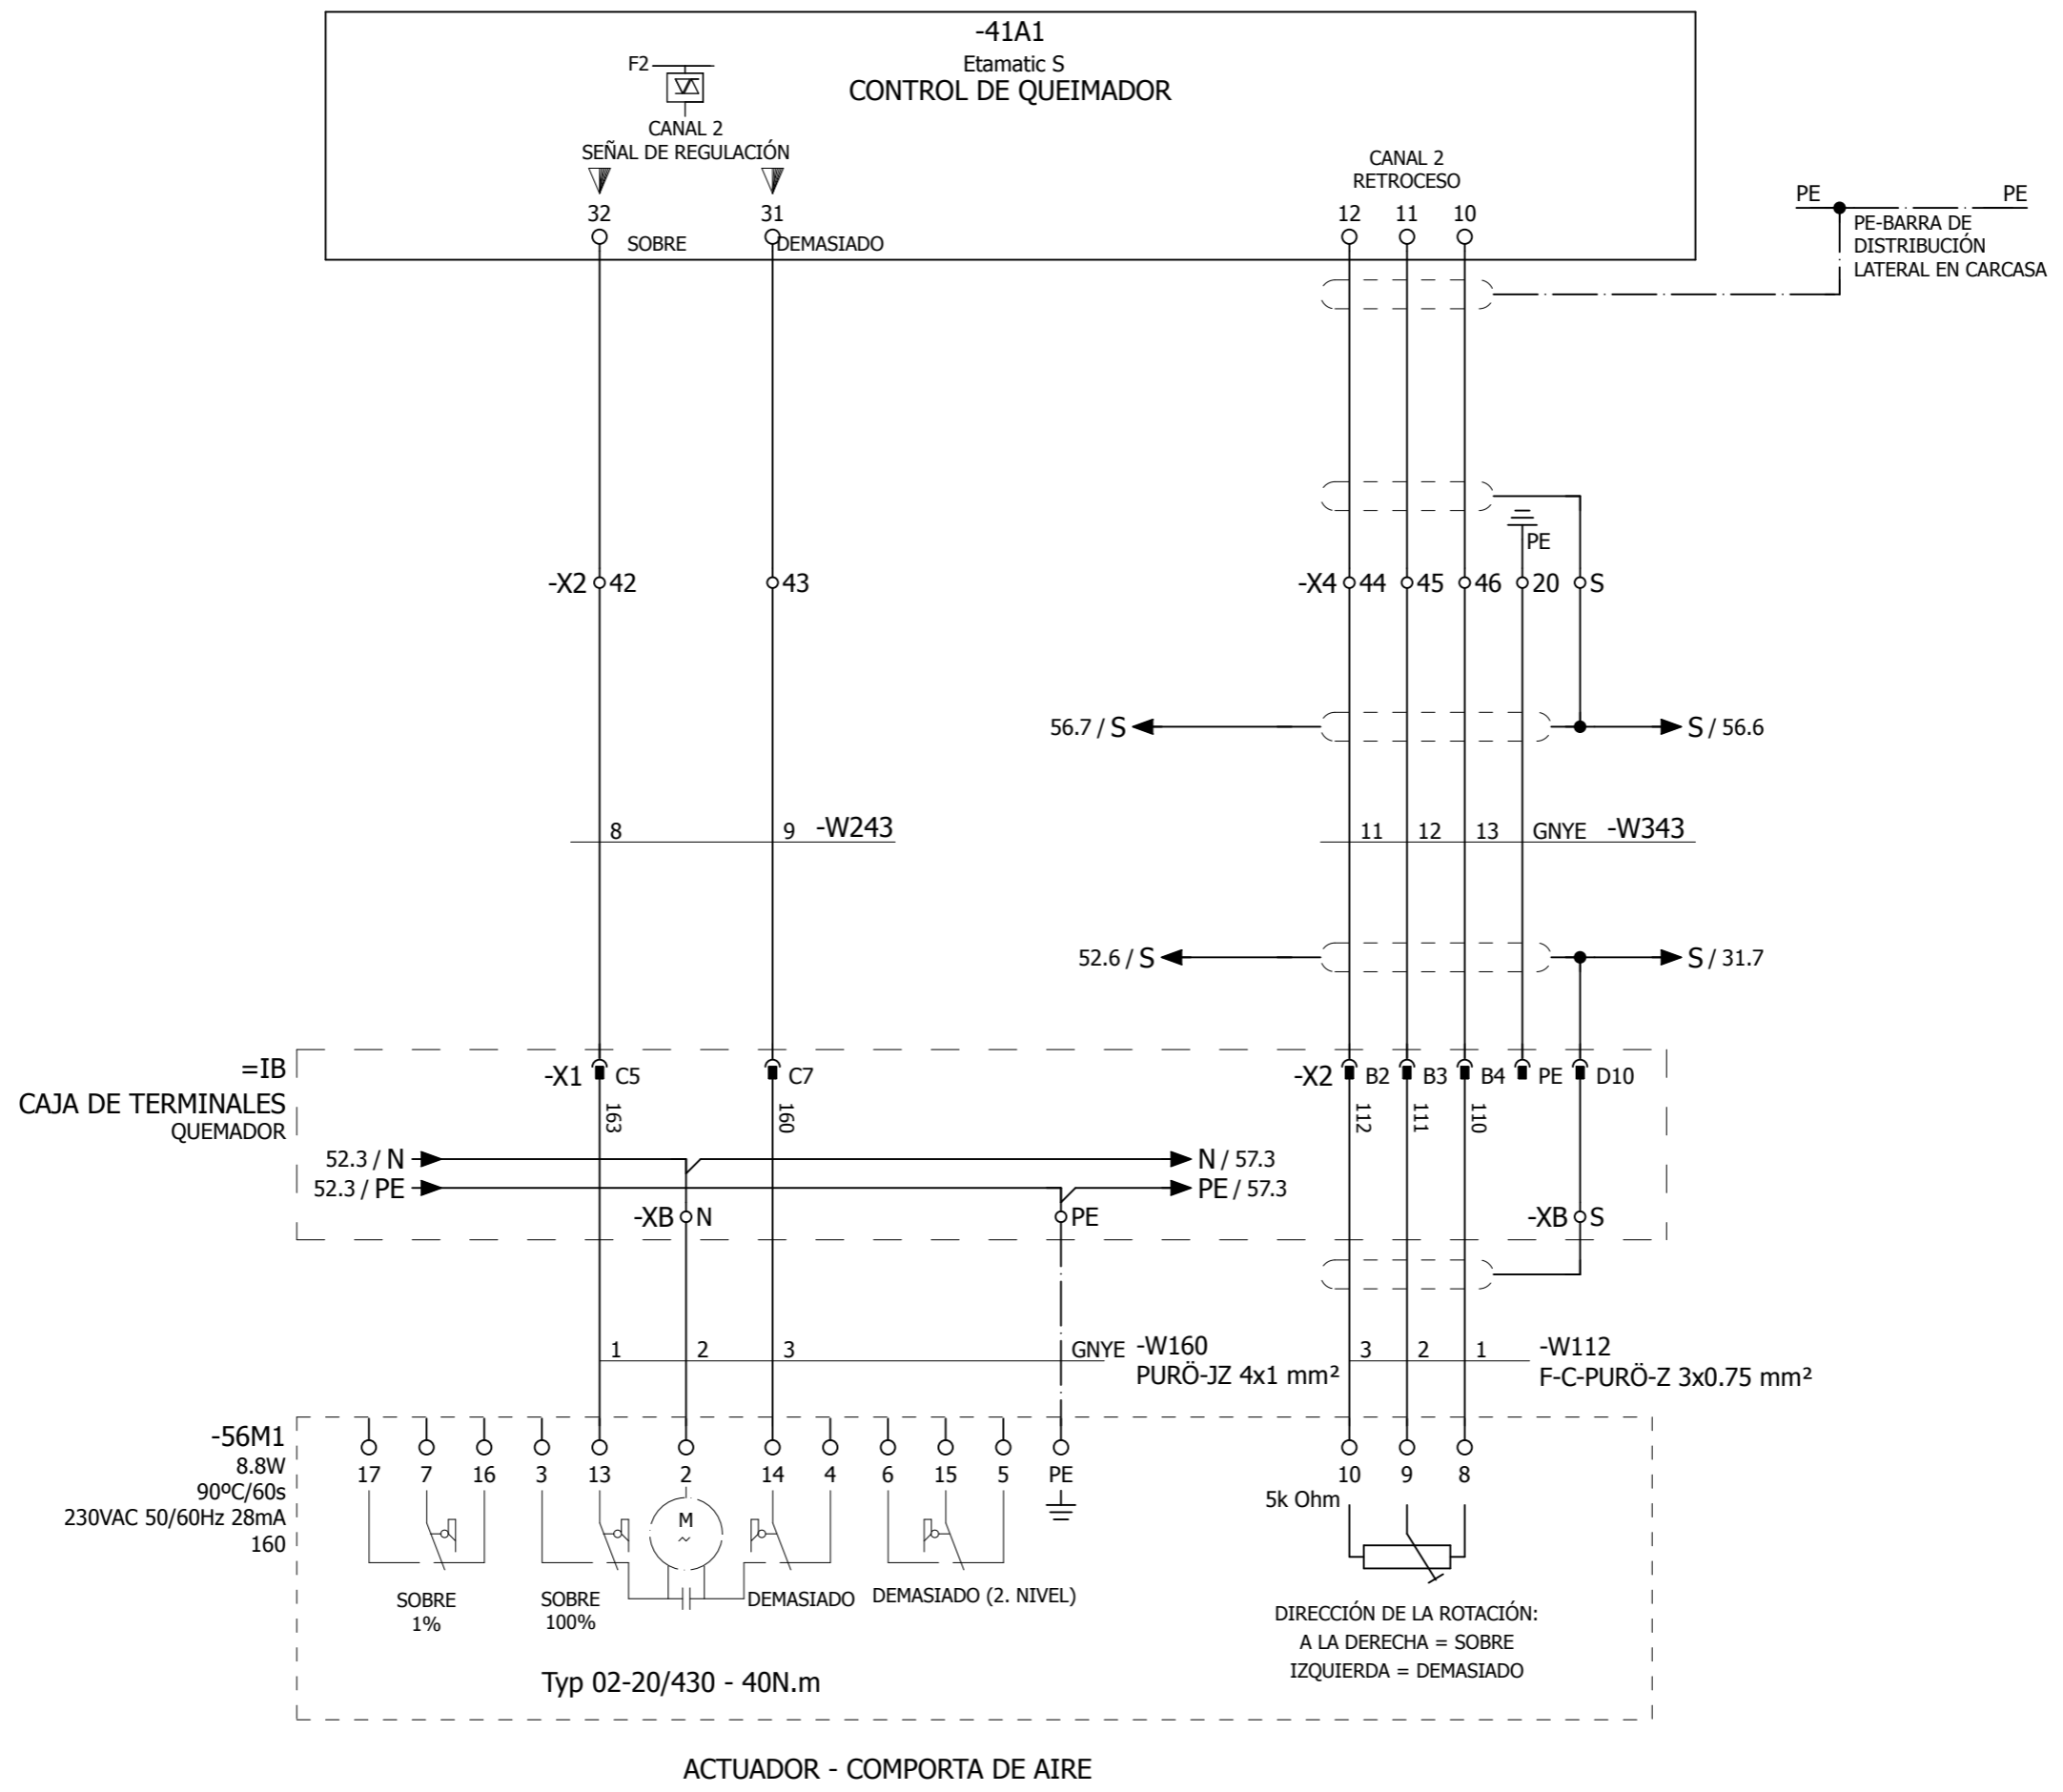 -41A1
Etamatic S
CONTROL DE QUEIMADOR
F2
CANAL 2
SEÑAL DE REGULACIÓN
CANAL 2
RETROCESO
32 31 12 11 10
SOBRE DEMASIADO
PE PE
PE-BARRA DE
DISTRIBUCIÓN
LATERAL EN CARCASA
PE
-X2 42 43 -X4 44 45 46 20 S
56.7 / S S / 56.6
8 9 -W243 11 12 13 GNYE -W343
52.6 / S S / 31.7
=IB
CAJA DE TERMINALES
QUEMADOR
-X1 C5 C7 -X2 B2 B3 B4 PE D10
163 160 112 111 110
52.3 / N N / 57.3
52.3 / PE PE / 57.3
-XB N PE -XB S
1 2 3 GNYE -W160
PURÖ-JZ 4x1 mm²
3 2 1 -W112
F-C-PURÖ-Z 3x0.75 mm²
-56M1
8.8W
90ºC/60s
230VAC 50/60Hz 28mA
160
17 7 16 3 13 2 14 4 6 15 5 PE 10 9 8
5k Ohm
M
~
SOBRE
1%
SOBRE
100%
DEMASIADO
DEMASIADO (2. NIVEL)
DIRECCIÓN DE LA ROTACIÓN:
A LA DERECHA = SOBRE
IZQUIERDA = DEMASIADO
Typ 02-20/430 - 40N.m
ACTUADOR - COMPORTA DE AIRE